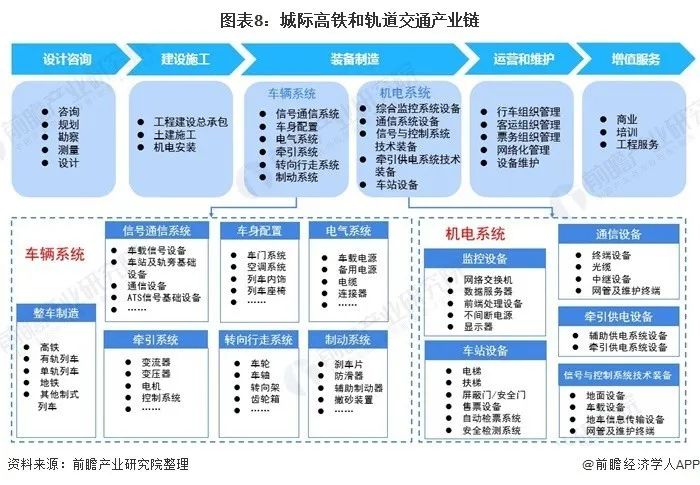 图表8：城际高铁和轨道交通产业链
设计咨询
建设施工
装备制造
运营和维护
增值服务
咨询
规划
勘察
测量
设计
工程建设总承包
土建施工
机电安装
车辆系统
信号通信系统
车身配置
电气系统
牵引系统
转向行走系统
制动系统
机电系统
综合监控系统设备
通信系统设备
信号与控制系统
技术装备
牵引供电系统技术
装备
车站设备
行车组织管理
客运组织管理
票务组织管理
网络化管理
设备维护
商业
培训
工程服务
车辆系统
整车制造
高铁
有轨列车
单轨列车
地铁
其他制式
列车
信号通信系统
车载信号设备
车站及轨旁基础
设备
通信设备
ATS信号基础设备
……
车身配置
车门系统
空调系统
列车内饰
列车座椅
……
电气系统
车载电源
备用电源
电缆
连接器
……
牵引系统
变流器
变压器
电机
控制系统
……
转向行走系统
车轮
车轴
转向架
齿轮箱
……
制动系统
刹车片
防滑器
辅助制动器
撒砂装置
……
机电系统
监控设备
网络交换机
数据服务器
前端处理设备
不间断电源
显示器
车站设备
电梯
扶梯
屏蔽门/安全门
售票设备
自动检票系统
安全检测系统
通信设备
终端设备
光缆
中继设备
网管及维护终端
牵引供电设备
辅助供电系统设备
牵引供电系统设备
信号与控制系统技术装备
地面设备
车载设备
地车信息传输设备
网管及维护终端
资料来源：前瞻产业研究院整理
@前瞻经济学人APP